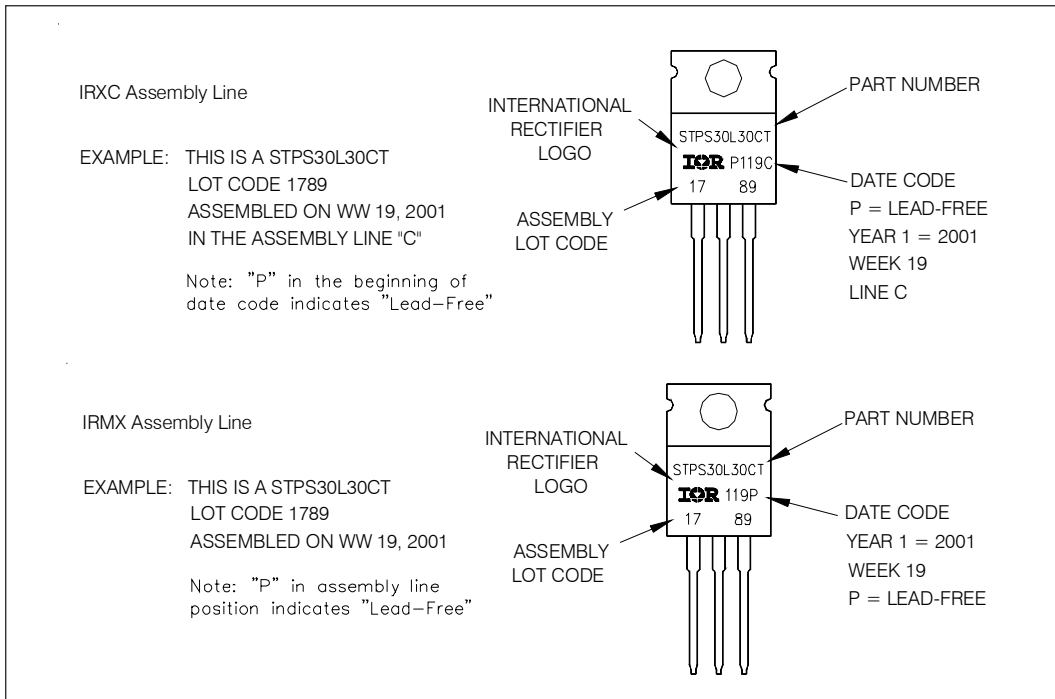 IRXC Assembly Line
EXAMPLE: THIS IS A STPS30L30CT
LOT CODE 1789
ASSEMBLED ON WW 19, 2001
IN THE ASSEMBLY LINE "C"
Note: "P" in the beginning of
date code indicates "Lead-Free"
INTERNATIONAL
RECTIFIER
LOGO
ASSEMBLY
LOT CODE
STPS30L30CT
IOR P119C
17 89
PART NUMBER
DATE CODE
P = LEAD-FREE
YEAR 1 = 2001
WEEK 19
LINE C
IRMX Assembly Line
EXAMPLE: THIS IS A STPS30L30CT
LOT CODE 1789
ASSEMBLED ON WW 19, 2001
Note: "P" in assembly line
position indicates "Lead-Free"
INTERNATIONAL
RECTIFIER
LOGO
ASSEMBLY
LOT CODE
STPS30L30CT
IOR 119P
17 89
PART NUMBER
DATE CODE
YEAR 1 = 2001
WEEK 19
P = LEAD-FREE